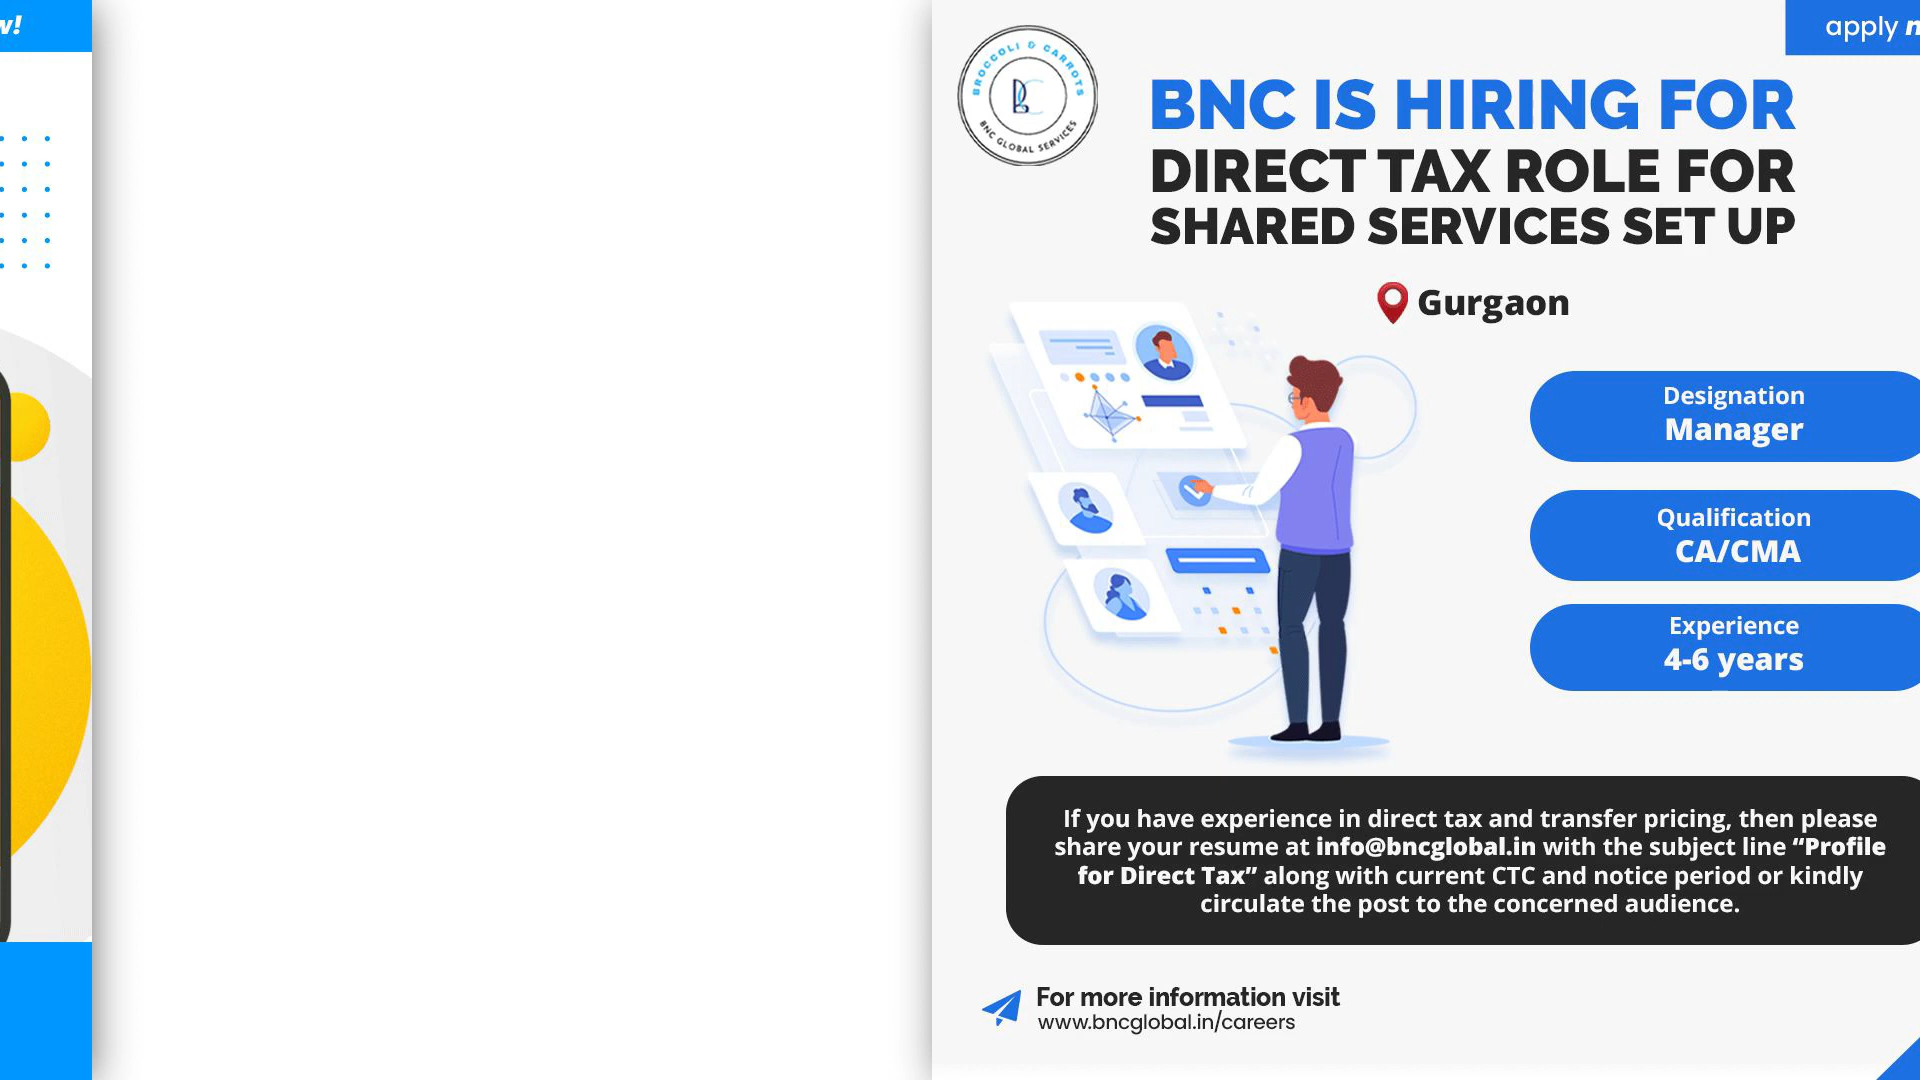 w!
apply
BROCCOLI & CARROTS
BNC GLOBAL SERVICES
BNC IS HIRING FOR
DIRECT TAX ROLE FOR
SHARED SERVICES SET UP
Gurgaon
Designation
Manager
Qualification
CA/CMA
Experience
4-6 years
If you have experience in direct tax and transfer pricing, then please
share your resume at info@bncglobal.in with the subject line “Profile
for Direct Tax” along with current CTC and notice period or kindly
circulate the post to the concerned audience.
For more information visit
www.bncglobal.in/careers